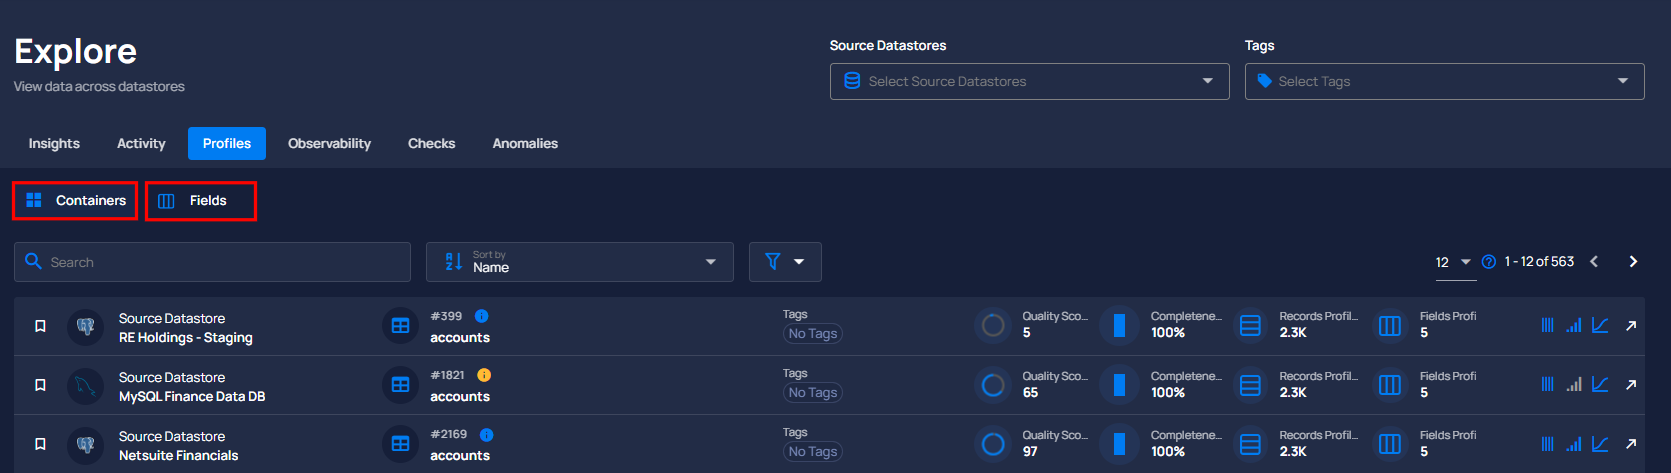 Explore
View data across datastores
Source Datastores
Select Source Datastores
Tags
Select Tags
Insights Activity Profiles Observability Checks Anomalies
Containers Fields
Search
Sort by
Name
12 1 - 12 of 563
Source Datastore
RE Holdings - Staging
#399
accounts
Tags
No Tags
Quality Sco...
5
Completene...
100%
Records Profil...
2.3K
Fields Profi
5
Source Datastore
MySQL Finance Data DB
#1821
accounts
Tags
No Tags
Quality Sco...
65
Completene...
100%
Records Profil...
2.3K
Fields Profi
5
Source Datastore
Netsuite Financials
#2169
accounts
Tags
No Tags
Quality Sco...
97
Completene...
100%
Records Profil...
2.3K
Fields Profi
5